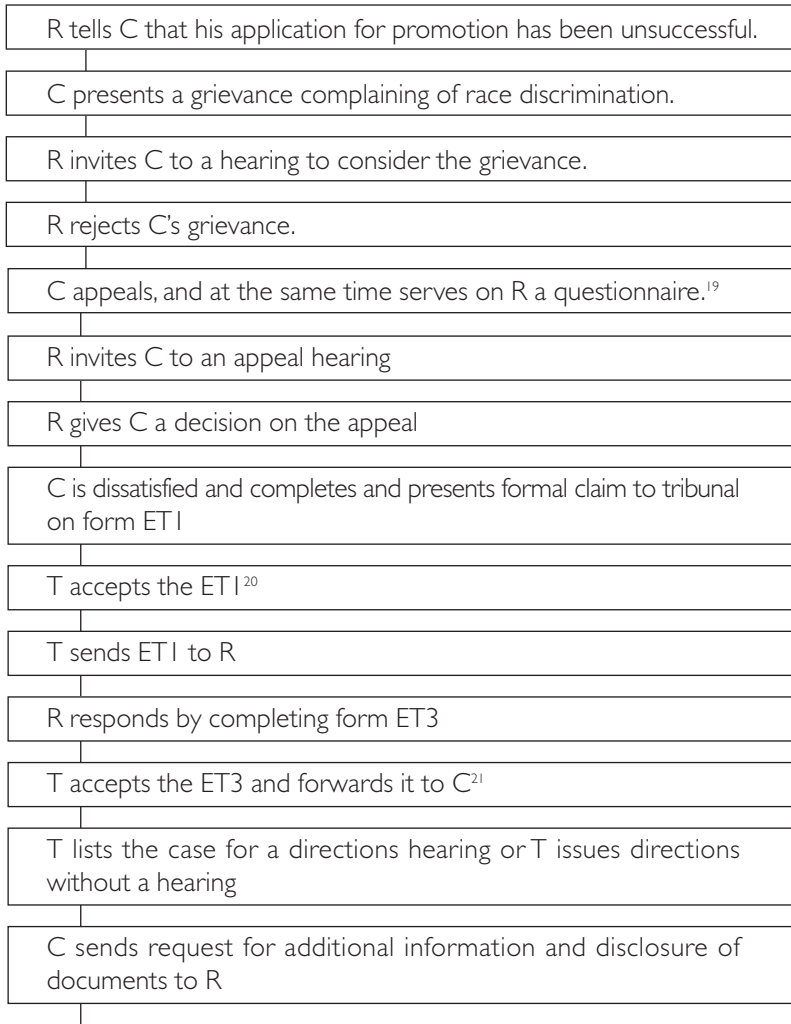 R tells C that his application for promotion has been unsuccessful.
C presents a grievance complaining of race discrimination.
R invites C to a hearing to consider the grievance.
R rejects C’s grievance.
C appeals, and at the same time serves on R a questionnaire.19
R invites C to an appeal hearing
R gives C a decision on the appeal
C is dissatisfied and completes and presents formal claim to tribunal
on form ET1
T accepts the ET120
T sends ET1 to R
R responds by completing form ET3
T accepts the ET3 and forwards it to C21
T lists the case for a directions hearing or T issues directions
without a hearing
C sends request for additional information and disclosure of
documents to R